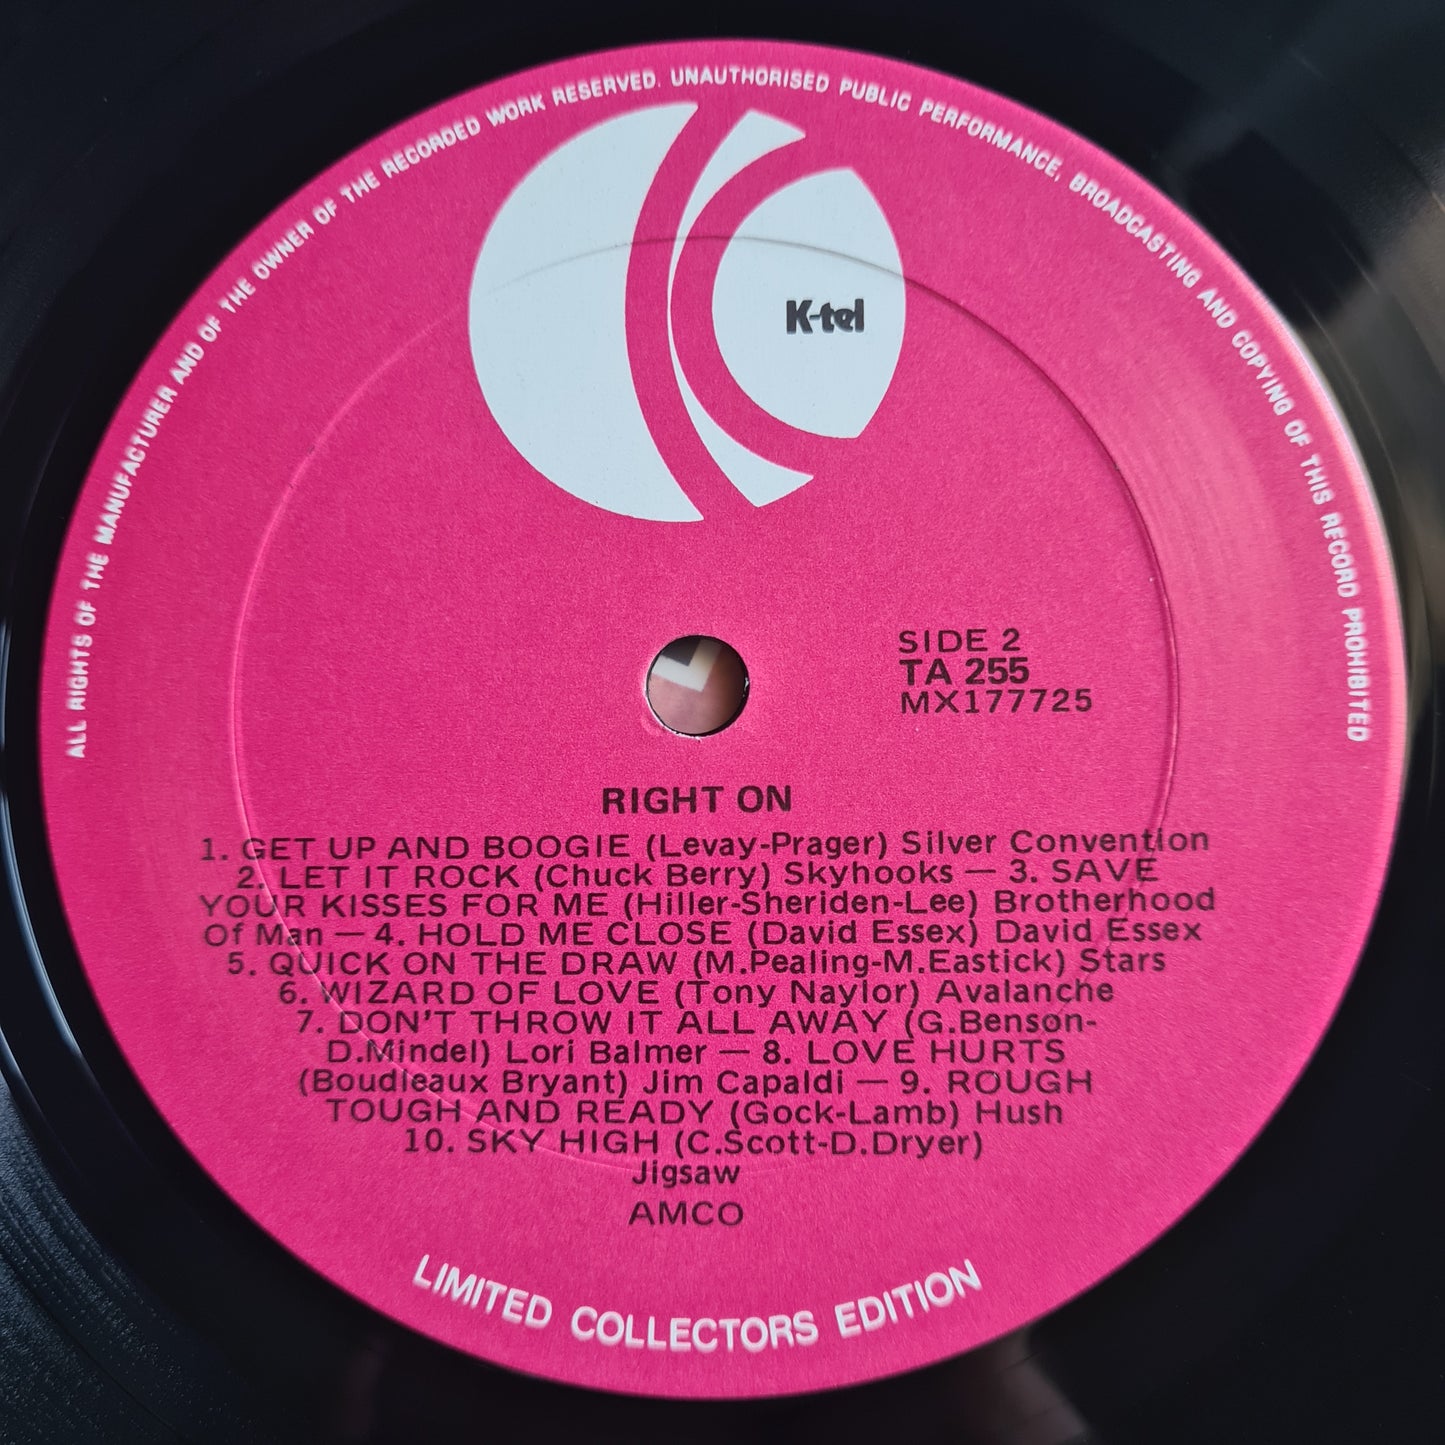 ALL RIGHTS OF THE MANUFACTURER AND OF THE OWNER OF THE RECORDED WORK RESERVED. UNAUTHORISED PUBLIC PERFORMANCE, BROADCASTING AND COPYING OF THIS RECORD PROHIBITED
K-tel
SIDE 2
TA 255
MX177725
RIGHT ON
1. GET UP AND BOOGIE (Levay-Prager) Silver Convention
2. LET IT ROCK (Chuck Berry) Skyhooks — 3. SAVE
YOUR KISSES FOR ME (Hiller-Sheriden-Lee) Brotherhood
Of Man — 4. HOLD ME CLOSE (David Essex) David Essex
5. QUICK ON THE DRAW (M.Pealing-M.Eastick) Stars
6. WIZARD OF LOVE (Tony Naylor) Avalanche
7. DON'T THROW IT ALL AWAY (G.Benson-
D.Mindel) Lori Balmer — 8. LOVE HURTS
(Boudleaux Bryant) Jim Capaldi — 9. ROUGH
TOUGH AND READY (Gock-Lamb) Hush
10. SKY HIGH (C.Scott-D.Dryer)
Jigsaw
AMCO
LIMITED COLLECTORS EDITION